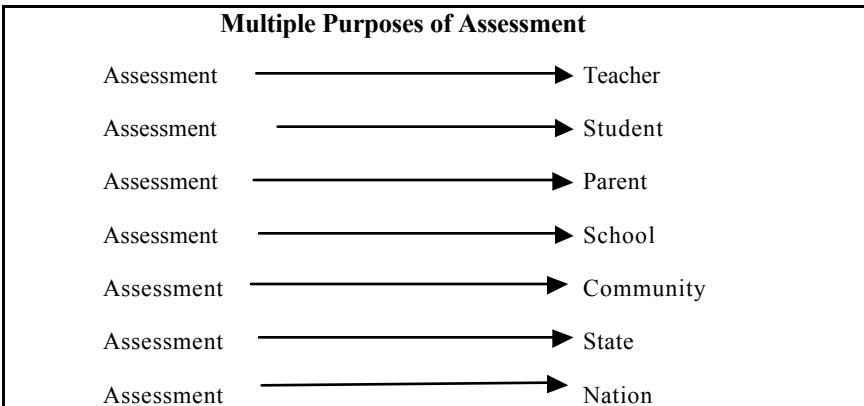 Multiple Purposes of Assessment
Assessment Teacher
Assessment Student
Assessment Parent
Assessment School
Assessment Community
Assessment State
Assessment Nation